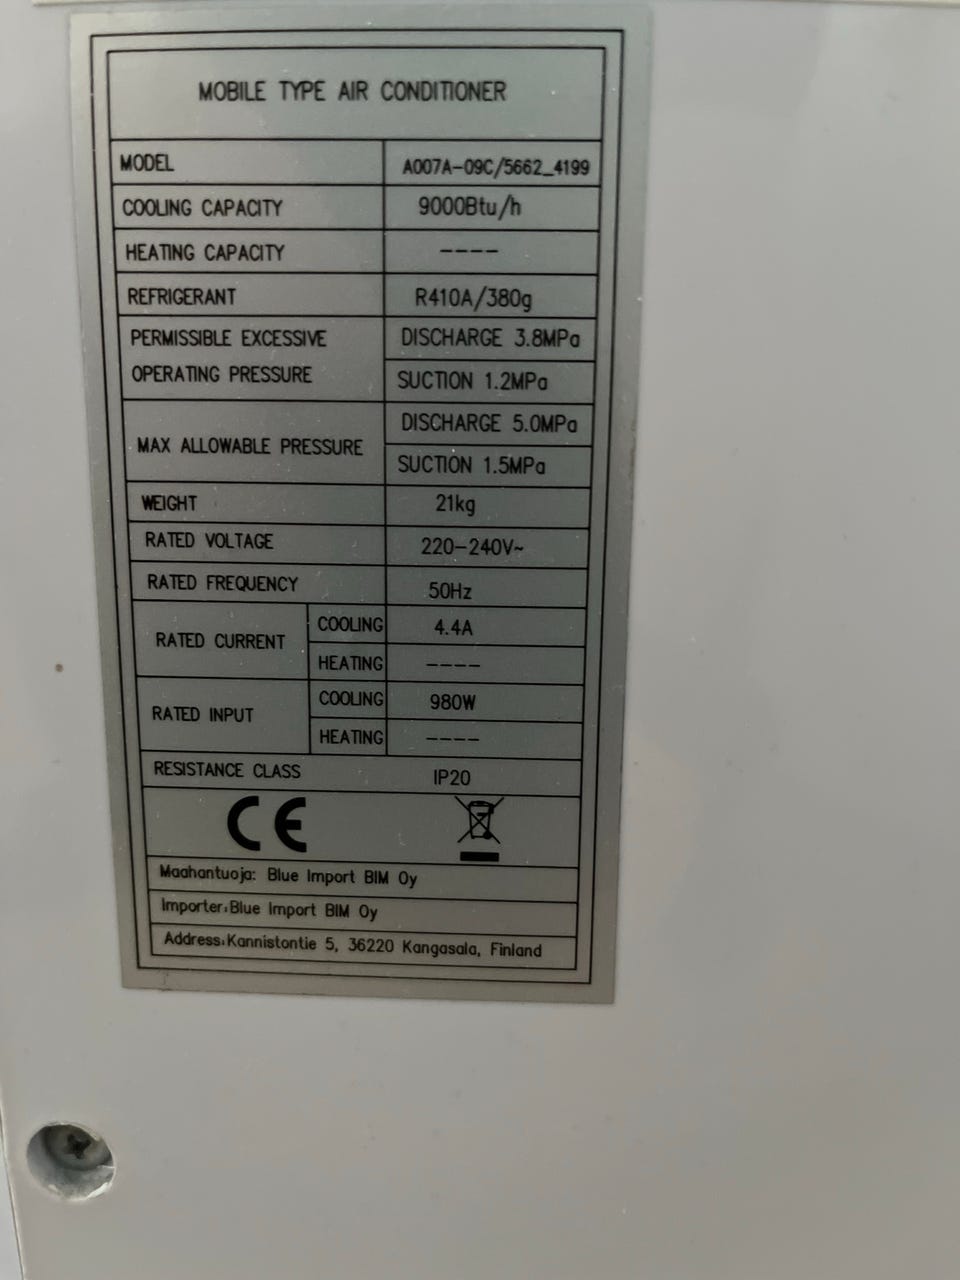 MOBILE TYPE AIR CONDITIONER
MODEL A007A-09C/5662_4199
COOLING CAPACITY 9000Btu/h
HEATING CAPACITY ----
REFRIGERANT R410A/380g
PERMISSIBLE EXCESSIVE OPERATING PRESSURE DISCHARGE 3.8MPa
SUCTION 1.2MPa
MAX ALLOWABLE PRESSURE DISCHARGE 5.0MPa
SUCTION 1.5MPa
WEIGHT 21kg
RATED VOLTAGE 220-240V~
RATED FREQUENCY 50Hz
RATED CURRENT COOLING 4.4A
HEATING ----
RATED INPUT COOLING 980W
HEATING ----
RESISTANCE CLASS IP20
CE
Maahantuoja: Blue Import BIM Oy
Importer:Blue Import BIM Oy
Address:Kannistontie 5, 36220 Kangasala, Finland